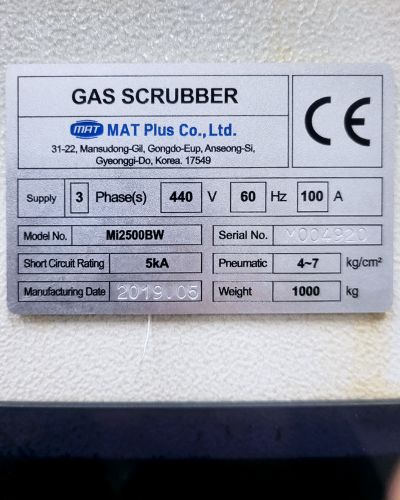 GAS SCRUBBER
CE
MAT MAT Plus Co., Ltd.
31-22, Mansudong-Gil, Gongdo-Eup, Anseong-Si,
Gyeonggi-Do, Korea. 17549
Supply 3 Phase(s) 440 V 60 Hz 100 A
Model No. Mi2500BW Serial No. M004920
Short Circuit Rating 5kA Pneumatic 4~7 kg/cm²
Manufacturing Date 2019.05 Weight 1000 kg